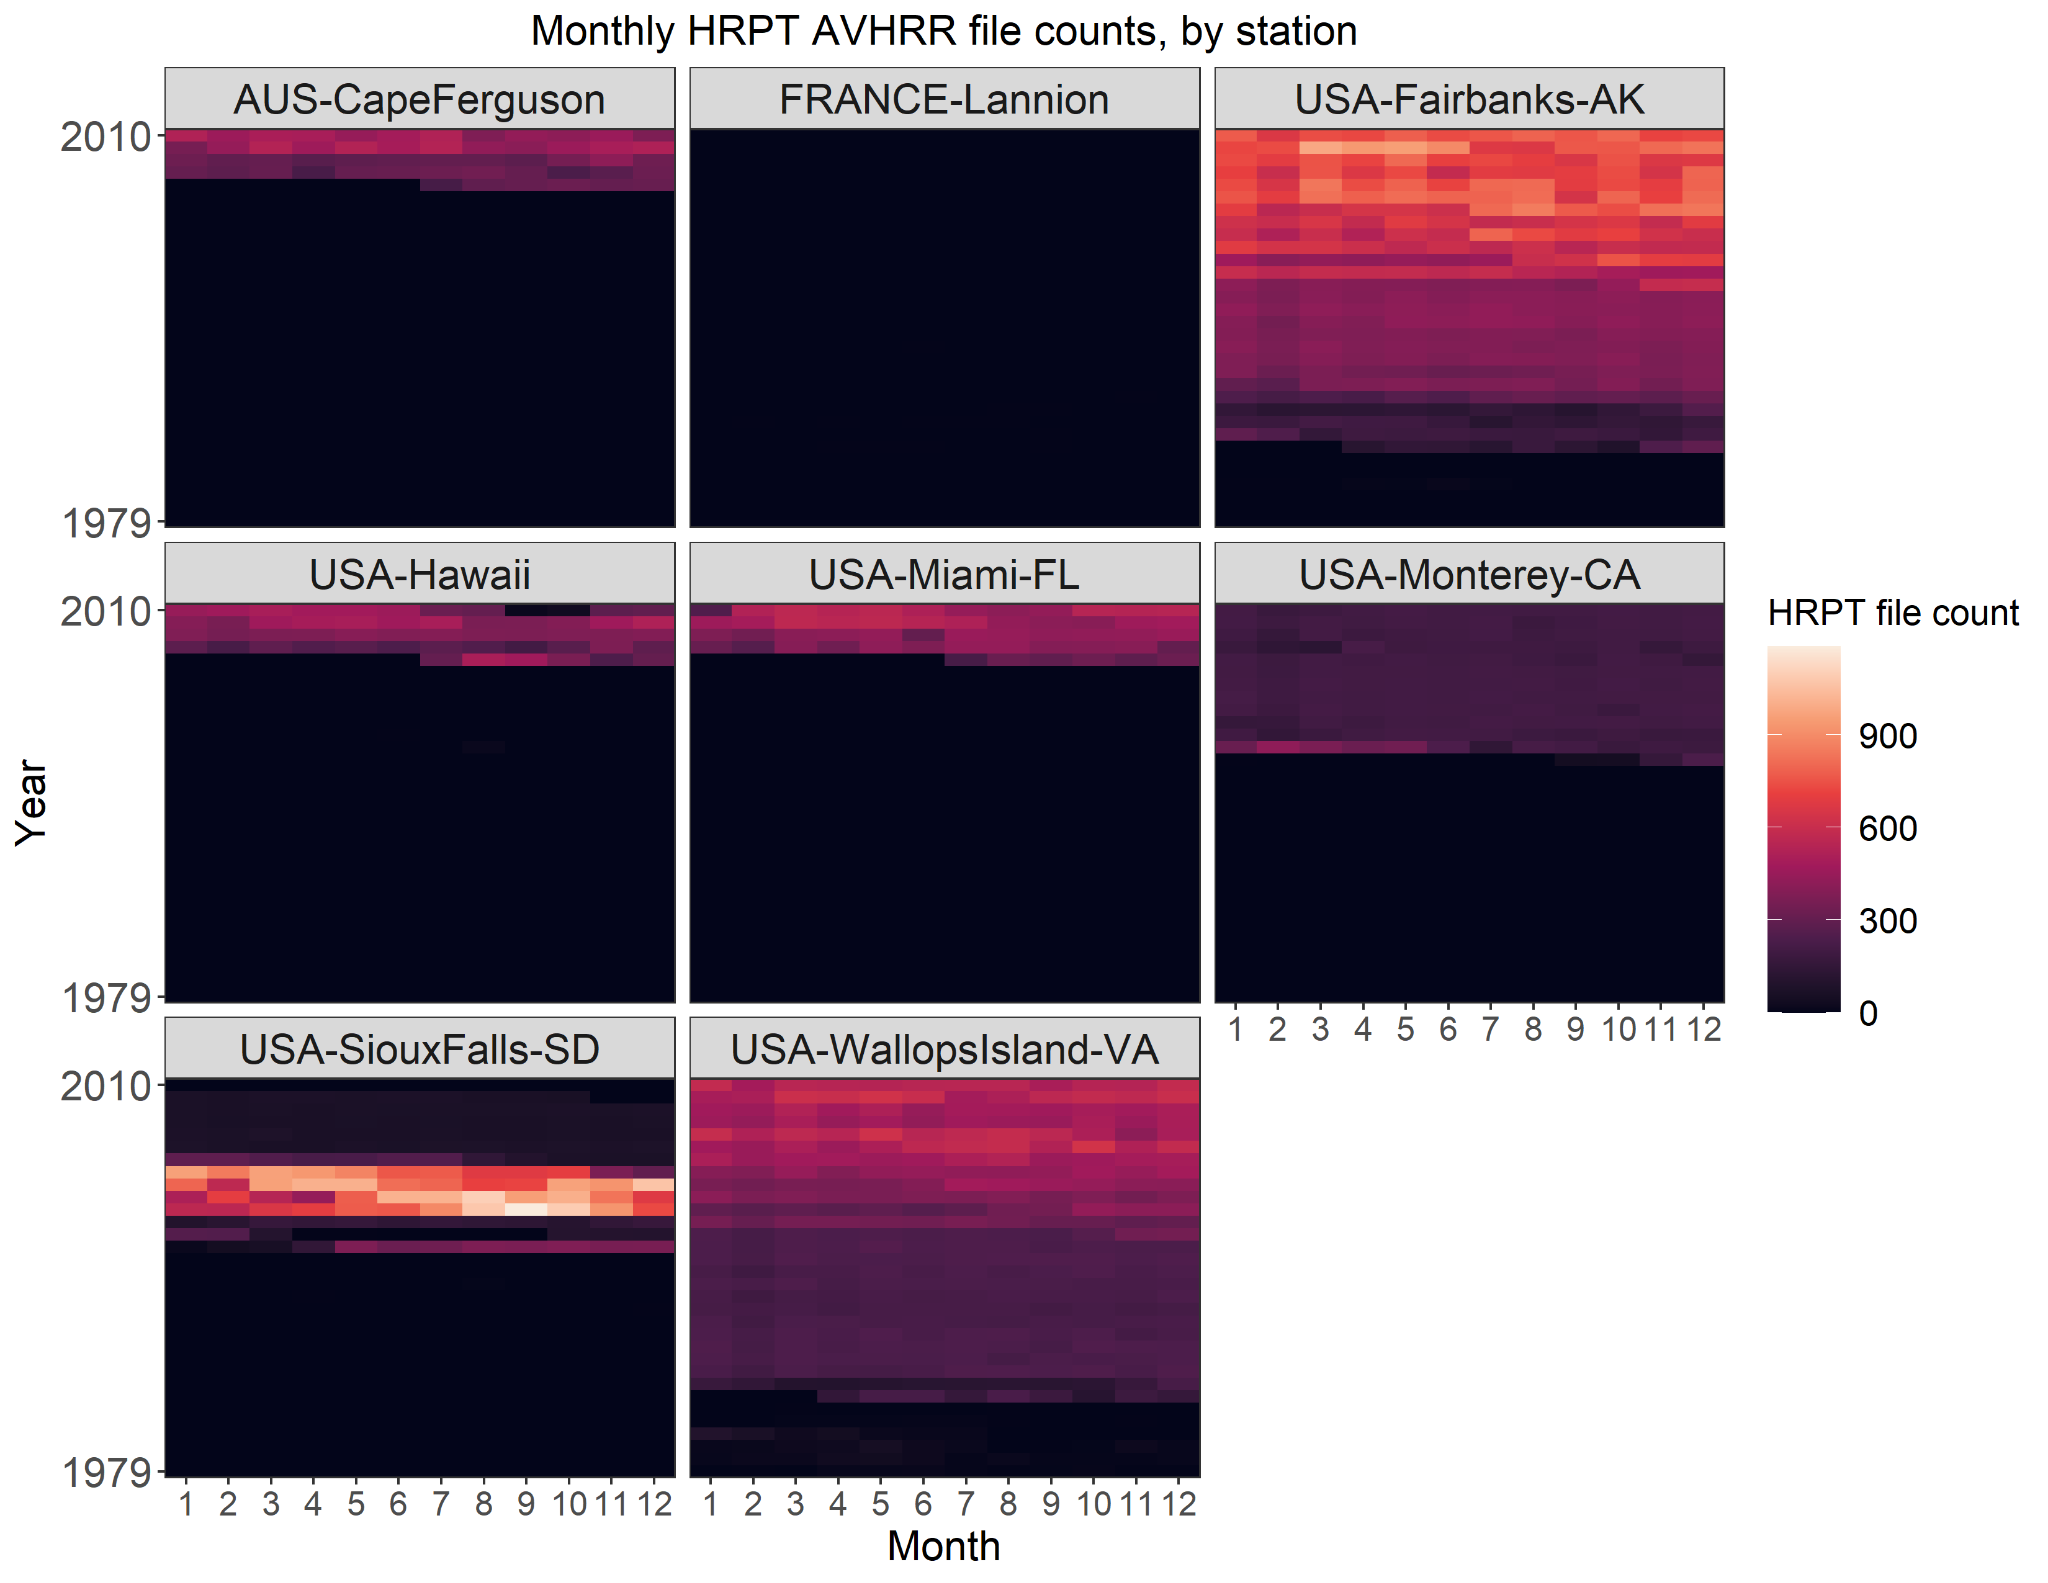 Monthly HRPT AVHRR file counts, by station
AUS-CapeFerguson
FRANCE-Lannion
USA-Fairbanks-AK
2010
1979
USA-Hawaii
USA-Miami-FL
USA-Monterey-CA
2010
1979
1 2 3 4 5 6 7 8 9 10 11 12
USA-SiouxFalls-SD
USA-WallopsIsland-VA
2010
1979
1 2 3 4 5 6 7 8 9 10 11 12
1 2 3 4 5 6 7 8 9 10 11 12
Month
Year
HRPT file count
900
600
300
0